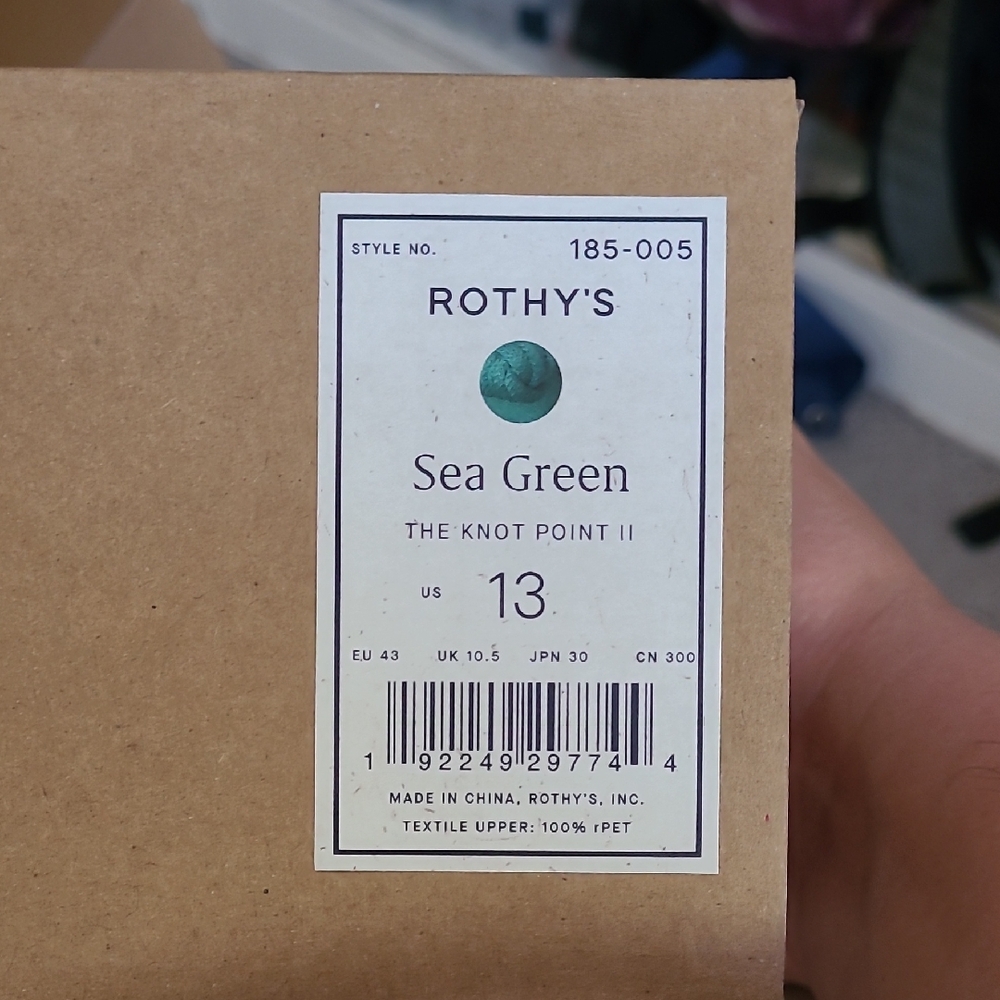 STYLE NO. 185-005
ROTHY'S
Sea Green
THE KNOT POINT II
US 13
EU 43 UK 10.5 JPN 30 CN 300
1 92249 29774 4
MADE IN CHINA, ROTHY'S, INC.
TEXTILE UPPER: 100% rPET